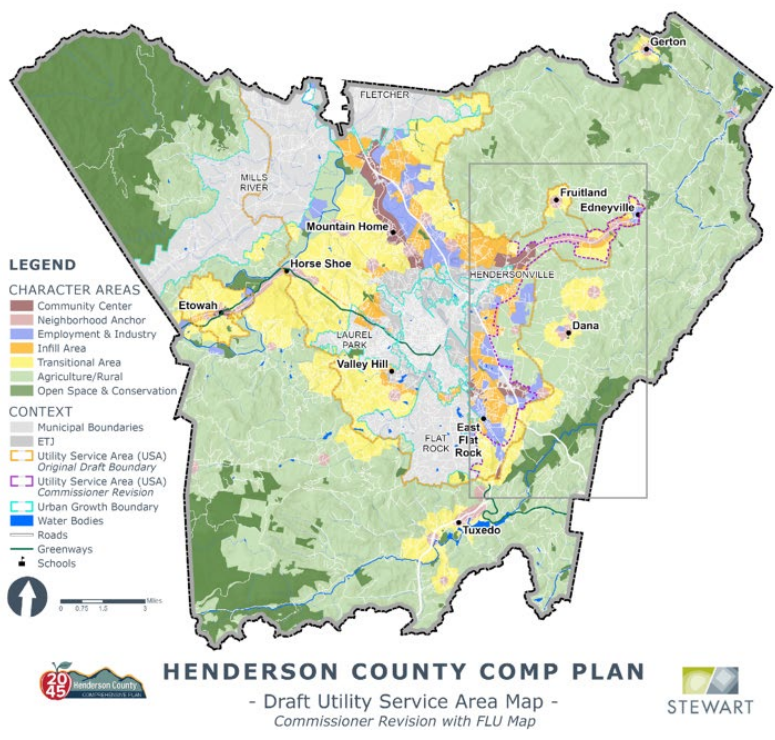 Gerton
FLETCHER
MILLS
RIVER
Fruitland
Edneyville
Mountain Home
HENDERSONVILLE
Horse Shoe
Etowah
LAUREL
PARK
Dana
Valley Hill
East
Flat
Rock
FLAT
ROCK
Tuxedo
LEGEND
CHARACTER AREAS
Community Center
Neighborhood Anchor
Employment & Industry
Infill Area
Transitional Area
Agriculture/Rural
Open Space & Conservation
CONTEXT
Municipal Boundaries
ETJ
Utility Service Area (USA)
Original Draft Boundary
Utility Service Area (USA)
Commissioner Revision
Urban Growth Boundary
Water Bodies
Roads
Greenways
Schools
0 0.75 1.5 3 Miles
2045
Henderson County
COMPREHENSIVE PLAN
HENDERSON COUNTY COMP PLAN
- Draft Utility Service Area Map -
Commissioner Revision with FLU Map
STEWART